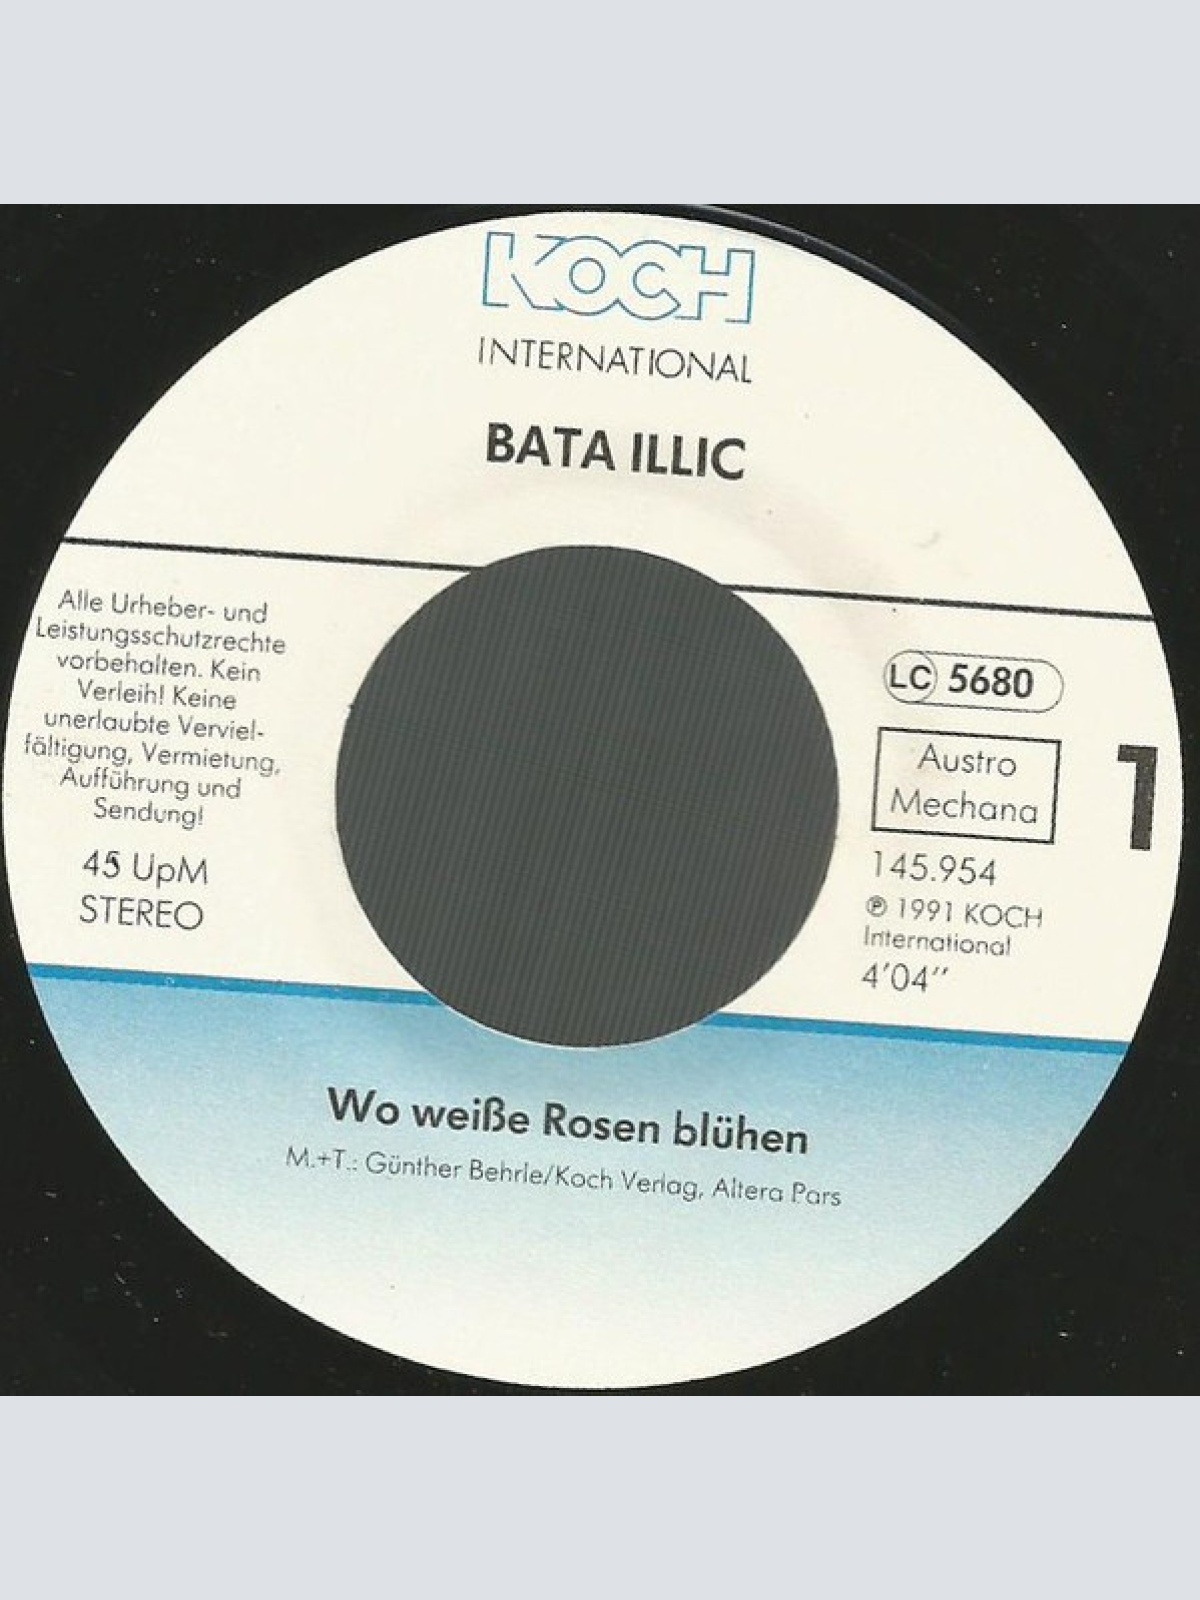 KOCH
INTERNATIONAL
BATA ILLIC
Alle Urheber- und
Leistungsschutzrechte
vorbehalten. Kein
Verleih! Keine
unerlaubte Verviel-
fältigung, Vermietung,
Aufführung und
Sendung!
45 UpM
STEREO
LC 5680
Austro
Mechana
1
145.954
℗ 1991 KOCH
International
4'04"
Wo weiße Rosen blühen
M.+T.: Günther Behrle/Koch Verlag, Altera Pars